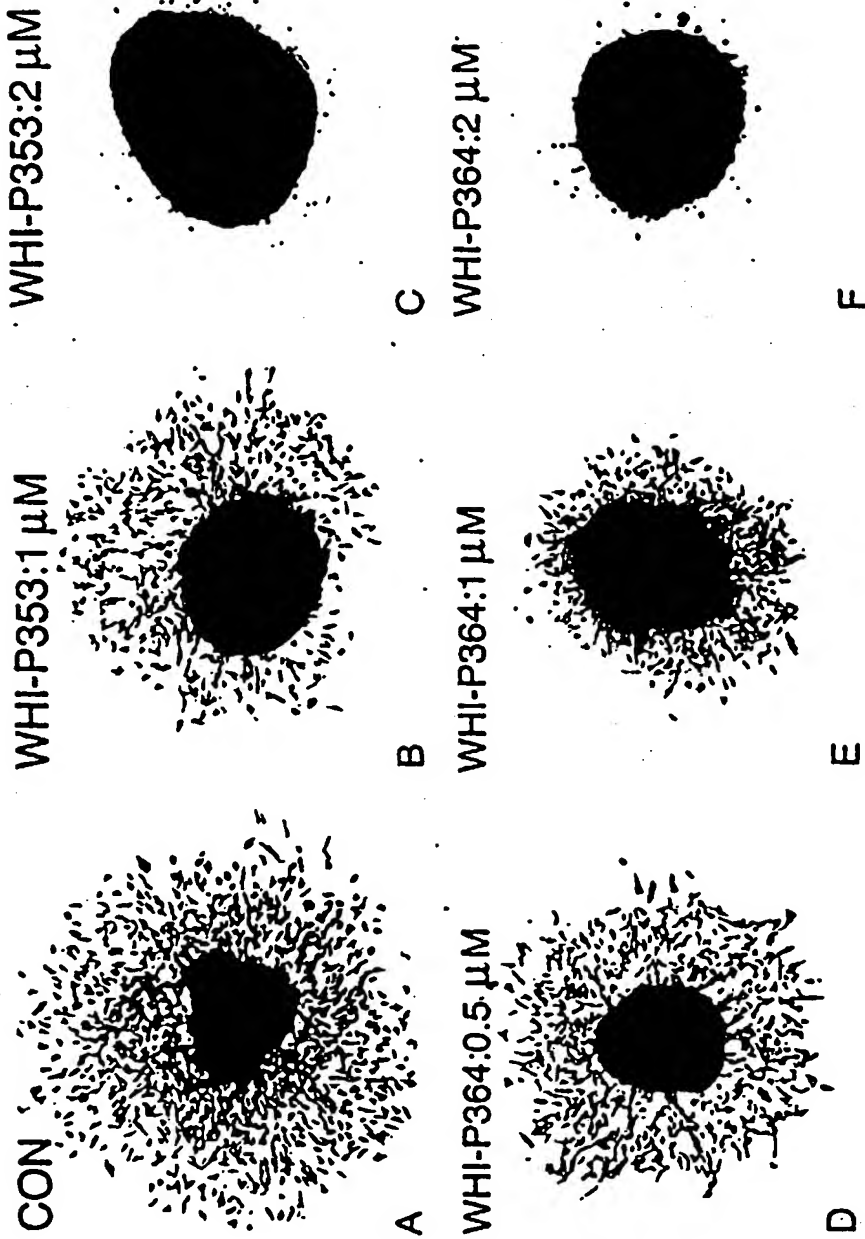 CON
A
WHI-P353:1 µM
B
WHI-P353:2 µM
C
WHI-P364:0.5 µM
D
WHI-P364:1 µM
E
WHI-P364:2 µM
F